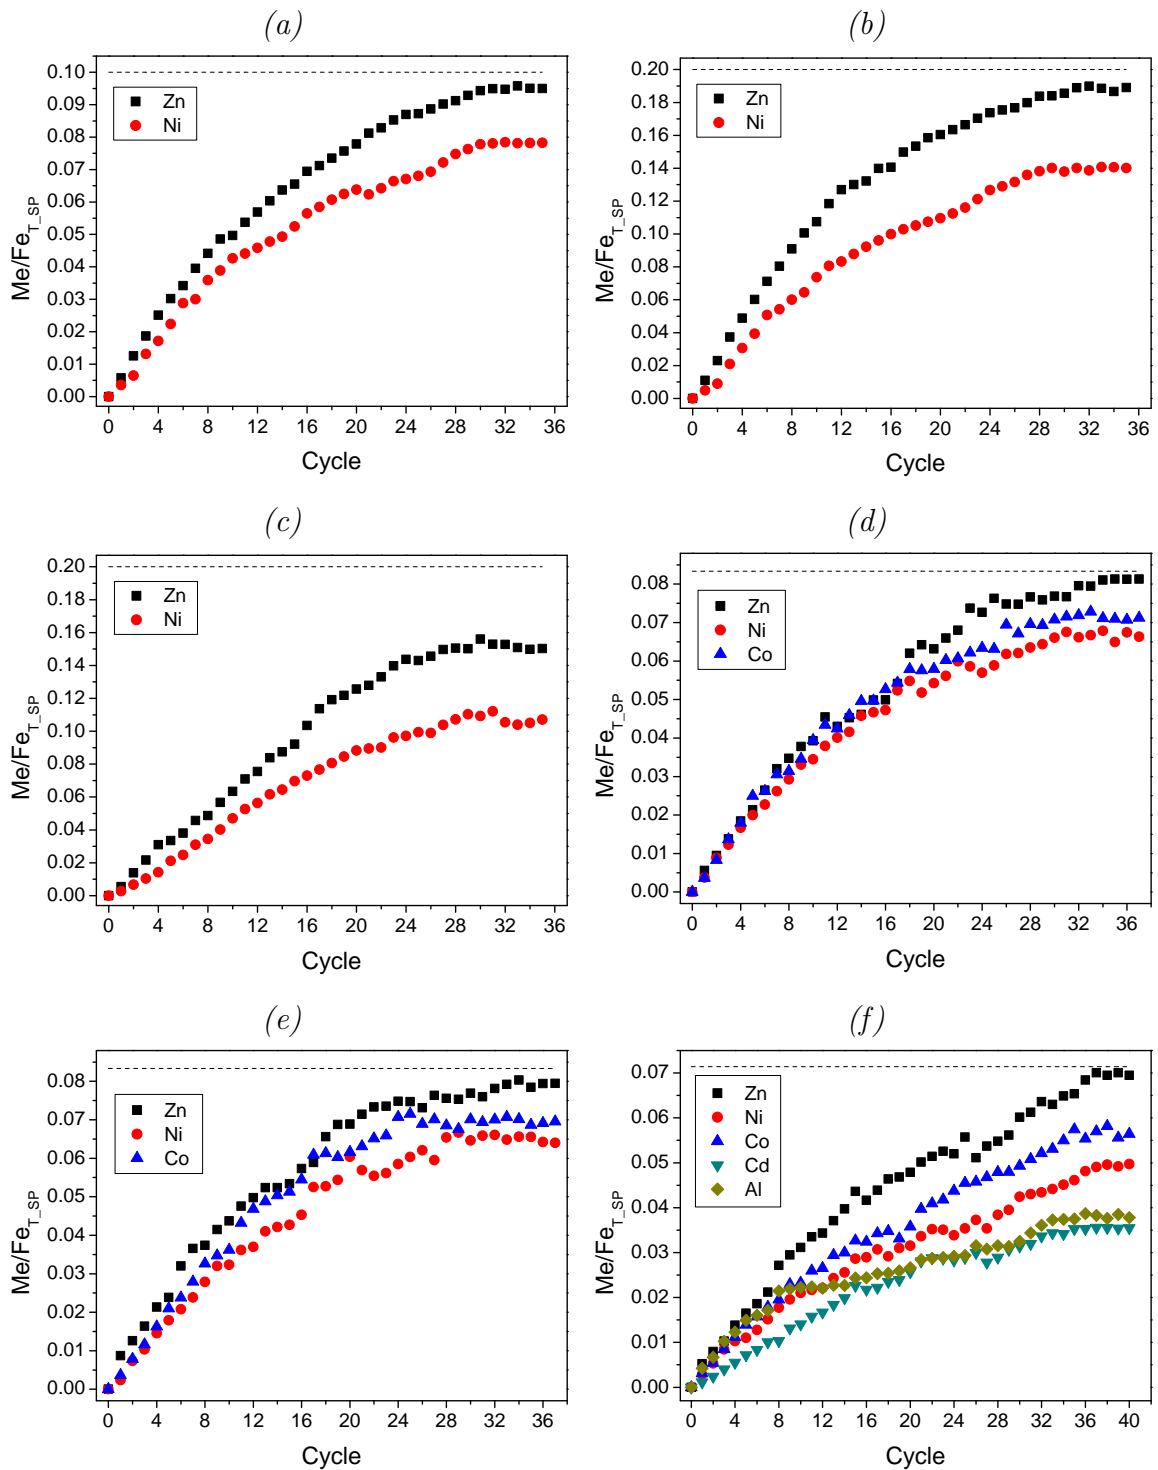 (a)
0.10
0.09
0.08
0.07
0.06
0.05
0.04
0.03
0.02
0.01
0.00
Me/Fe_T_SP
Zn
Ni
0 4 8 12 16 20 24 28 32 36
Cycle
(b)
0.20
0.18
0.16
0.14
0.12
0.10
0.08
0.06
0.04
0.02
0.00
Me/Fe_T_SP
Zn
Ni
0 4 8 12 16 20 24 28 32 36
Cycle
(c)
0.20
0.18
0.16
0.14
0.12
0.10
0.08
0.06
0.04
0.02
0.00
Me/Fe_T_SP
Zn
Ni
0 4 8 12 16 20 24 28 32 36
Cycle
(d)
0.08
0.07
0.06
0.05
0.04
0.03
0.02
0.01
0.00
Me/Fe_T_SP
Zn
Ni
Co
0 4 8 12 16 20 24 28 32 36
Cycle
(e)
0.08
0.07
0.06
0.05
0.04
0.03
0.02
0.01
0.00
Me/Fe_T_SP
Zn
Ni
Co
0 4 8 12 16 20 24 28 32 36
Cycle
(f)
0.07
0.06
0.05
0.04
0.03
0.02
0.01
0.00
Me/Fe_T_SP
Zn
Ni
Co
Cd
Al
0 4 8 12 16 20 24 28 32 36 40
Cycle